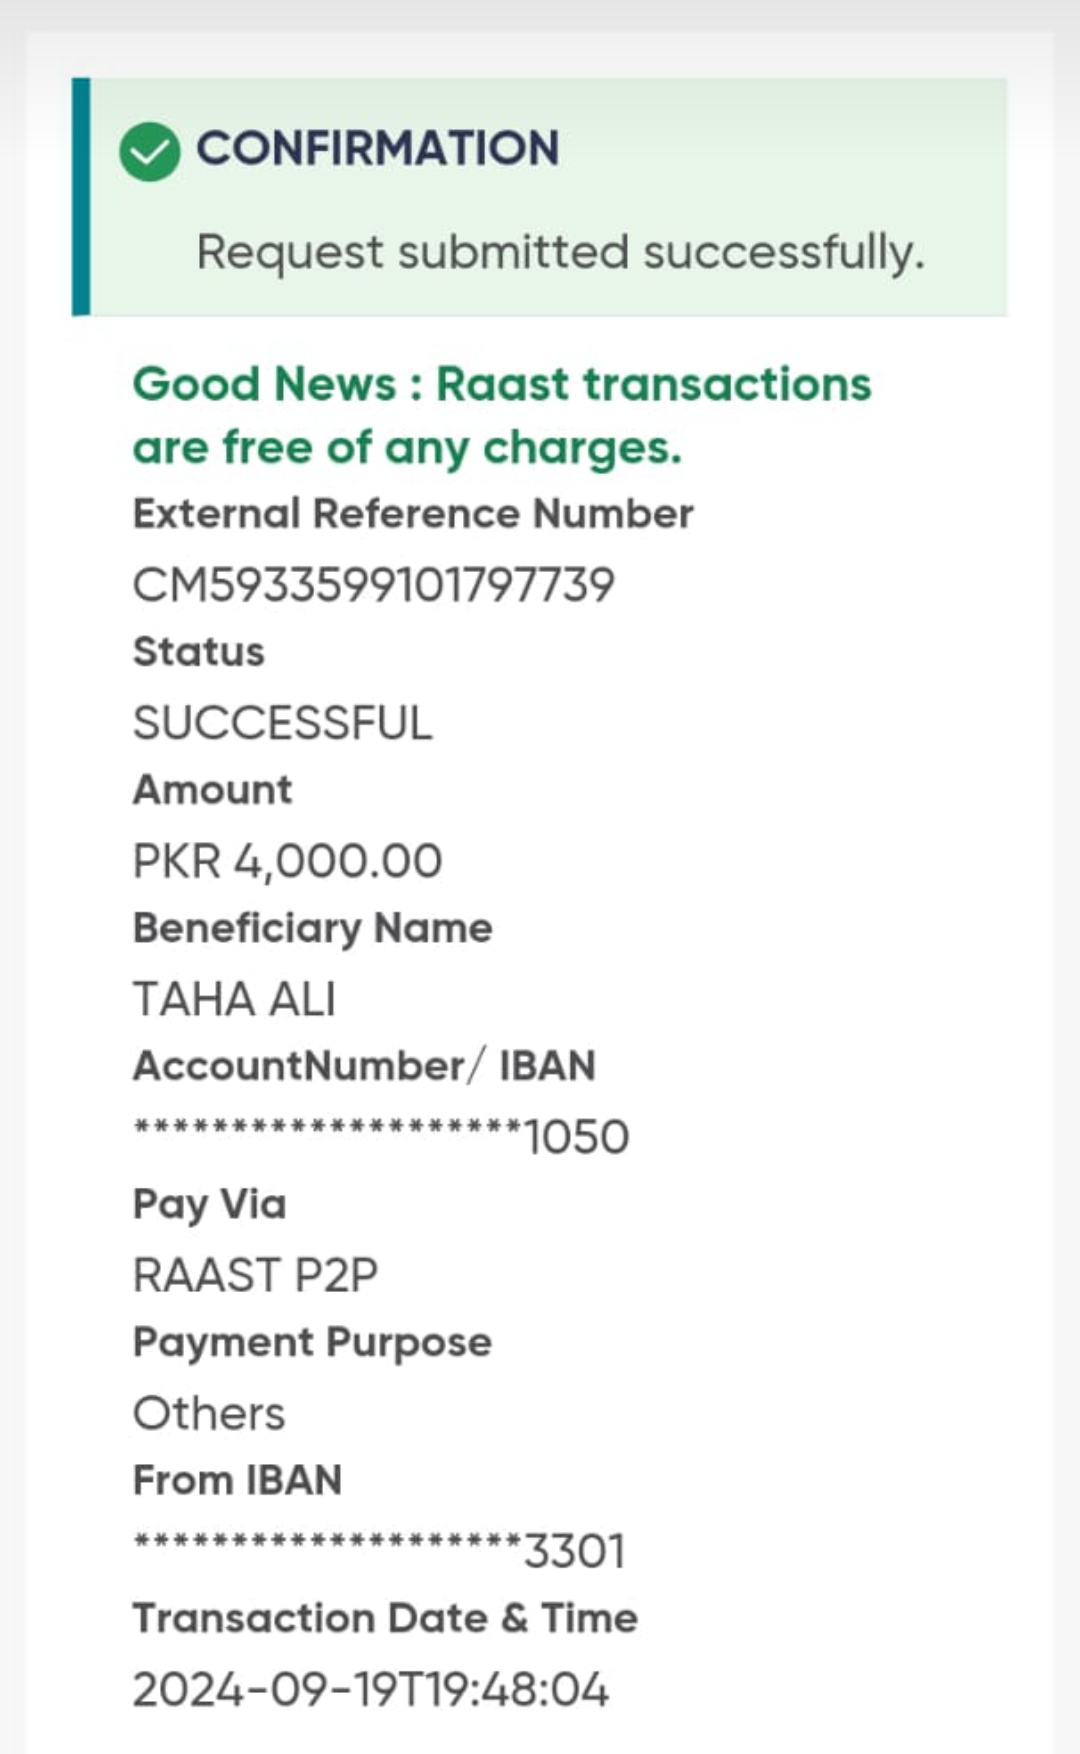 CONFIRMATION
Request submitted successfully.
Good News : Raast transactions
are free of any charges.
External Reference Number
CM5933599101797739
Status
SUCCESSFUL
Amount
PKR 4,000.00
Beneficiary Name
TAHA ALI
AccountNumber/ IBAN
********************1050
Pay Via
RAAST P2P
Payment Purpose
Others
From IBAN
********************3301
Transaction Date & Time
2024-09-19T19:48:04